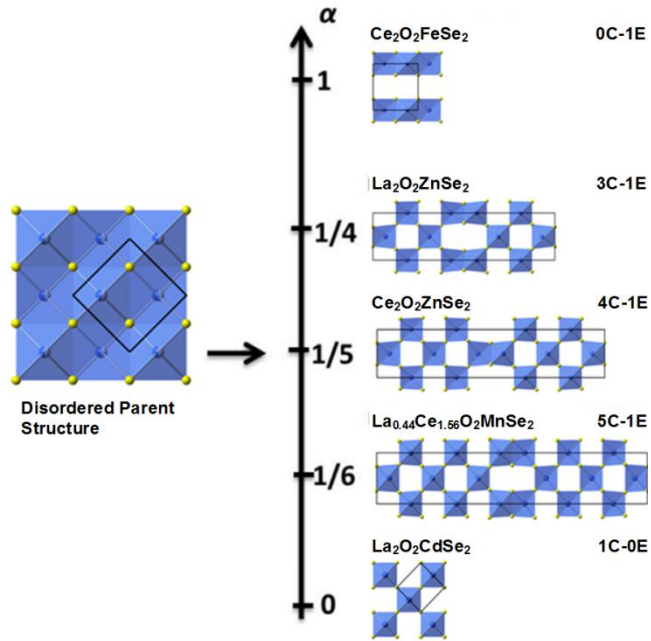 α
Ce₂O₂FeSe₂ 0C-1E
1
La₂O₂ZnSe₂ 3C-1E
1/4
Ce₂O₂ZnSe₂ 4C-1E
1/5
Disordered Parent
Structure
La₀.₄₄Ce₁.₅₆O₂MnSe₂ 5C-1E
1/6
La₂O₂CdSe₂ 1C-0E
0